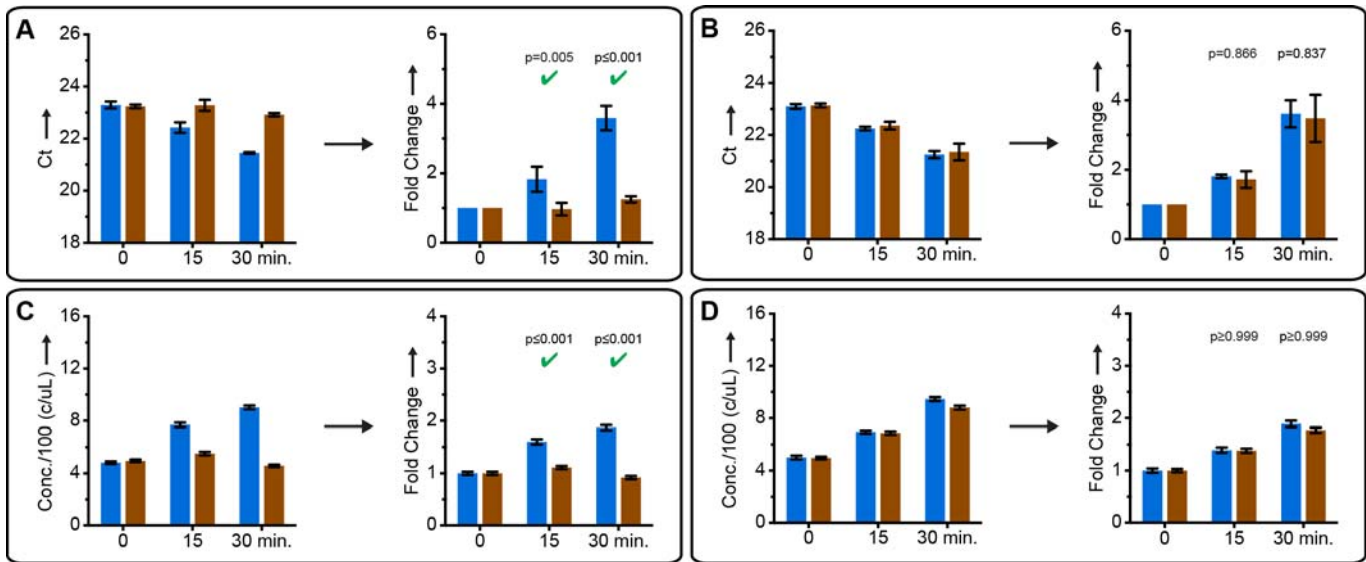 A
Ct
26
24
22
20
18
0 15 30 min.
Fold Change
6
4
2
0
p=0.005 p≤0.001
0 15 30 min.
B
Ct
26
24
22
20
18
0 15 30 min.
Fold Change
6
4
2
0
p=0.866 p=0.837
0 15 30 min.
C
Conc./100 (c/uL)
16
12
8
4
0
0 15 30 min.
Fold Change
4
3
2
1
0
p≤0.001 p≤0.001
0 15 30 min.
D
Conc./100 (c/uL)
16
12
8
4
0
0 15 30 min.
Fold Change
4
3
2
1
0
p≥0.999 p≥0.999
0 15 30 min.